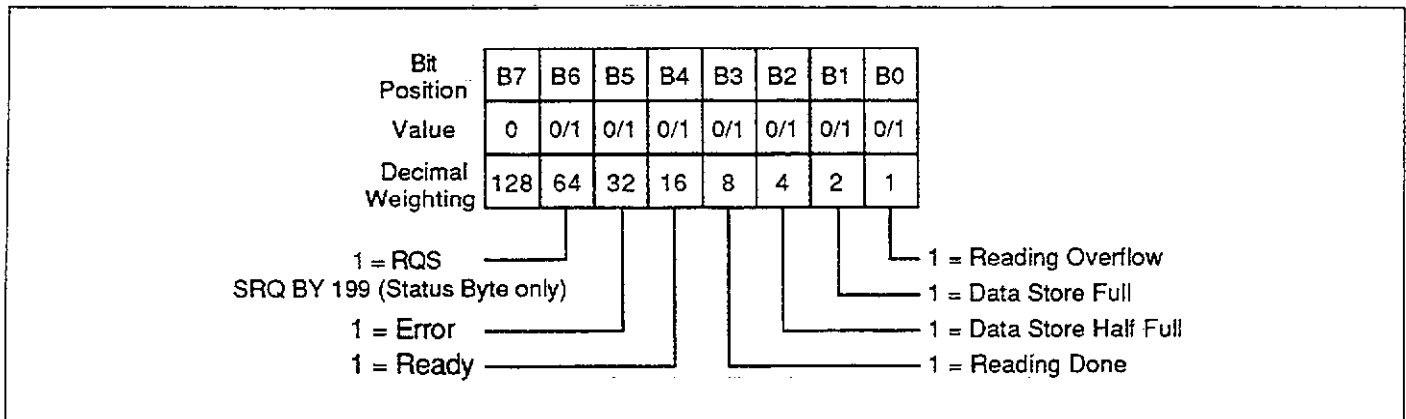 Bit Position B7 B6 B5 B4 B3 B2 B1 B0
Value 0 0/1 0/1 0/1 0/1 0/1 0/1 0/1
Decimal Weighting 128 64 32 16 8 4 2 1
1 = RQS
SRQ BY 199 (Status Byte only)
1 = Error
1 = Ready
1 = Reading Overflow
1 = Data Store Full
1 = Data Store Half Full
1 = Reading Done